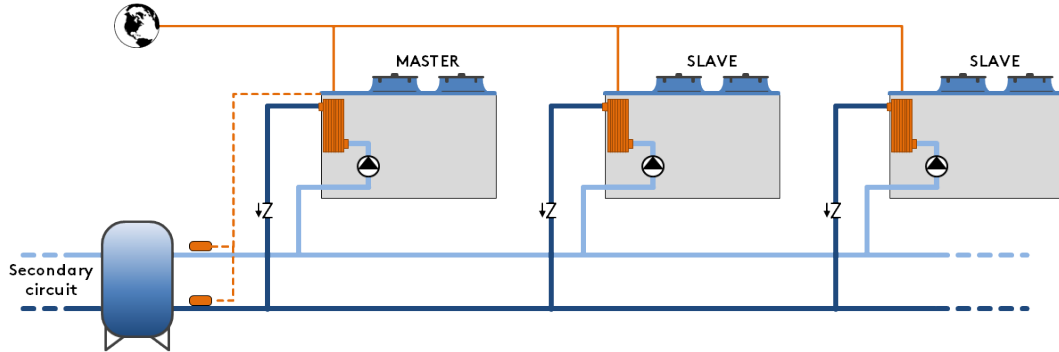 MASTER
SLAVE
SLAVE
Secondary
circuit